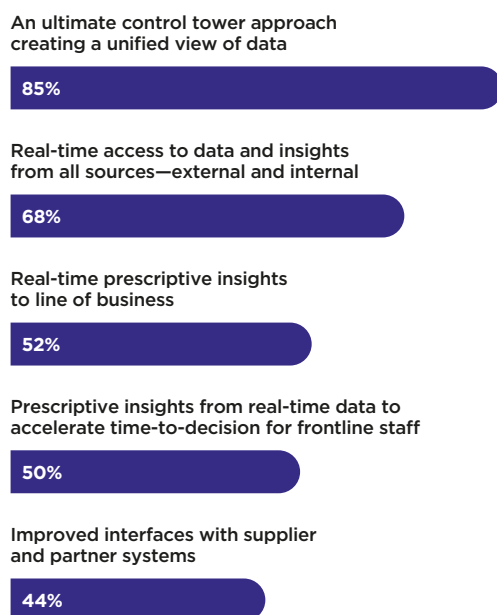 An ultimate control tower approach
creating a unified view of data
85%
Real-time access to data and insights
from all sources—external and internal
68%
Real-time prescriptive insights
to line of business
52%
Prescriptive insights from real-time data to
accelerate time-to-decision for frontline staff
50%
Improved interfaces with supplier
and partner systems
44%